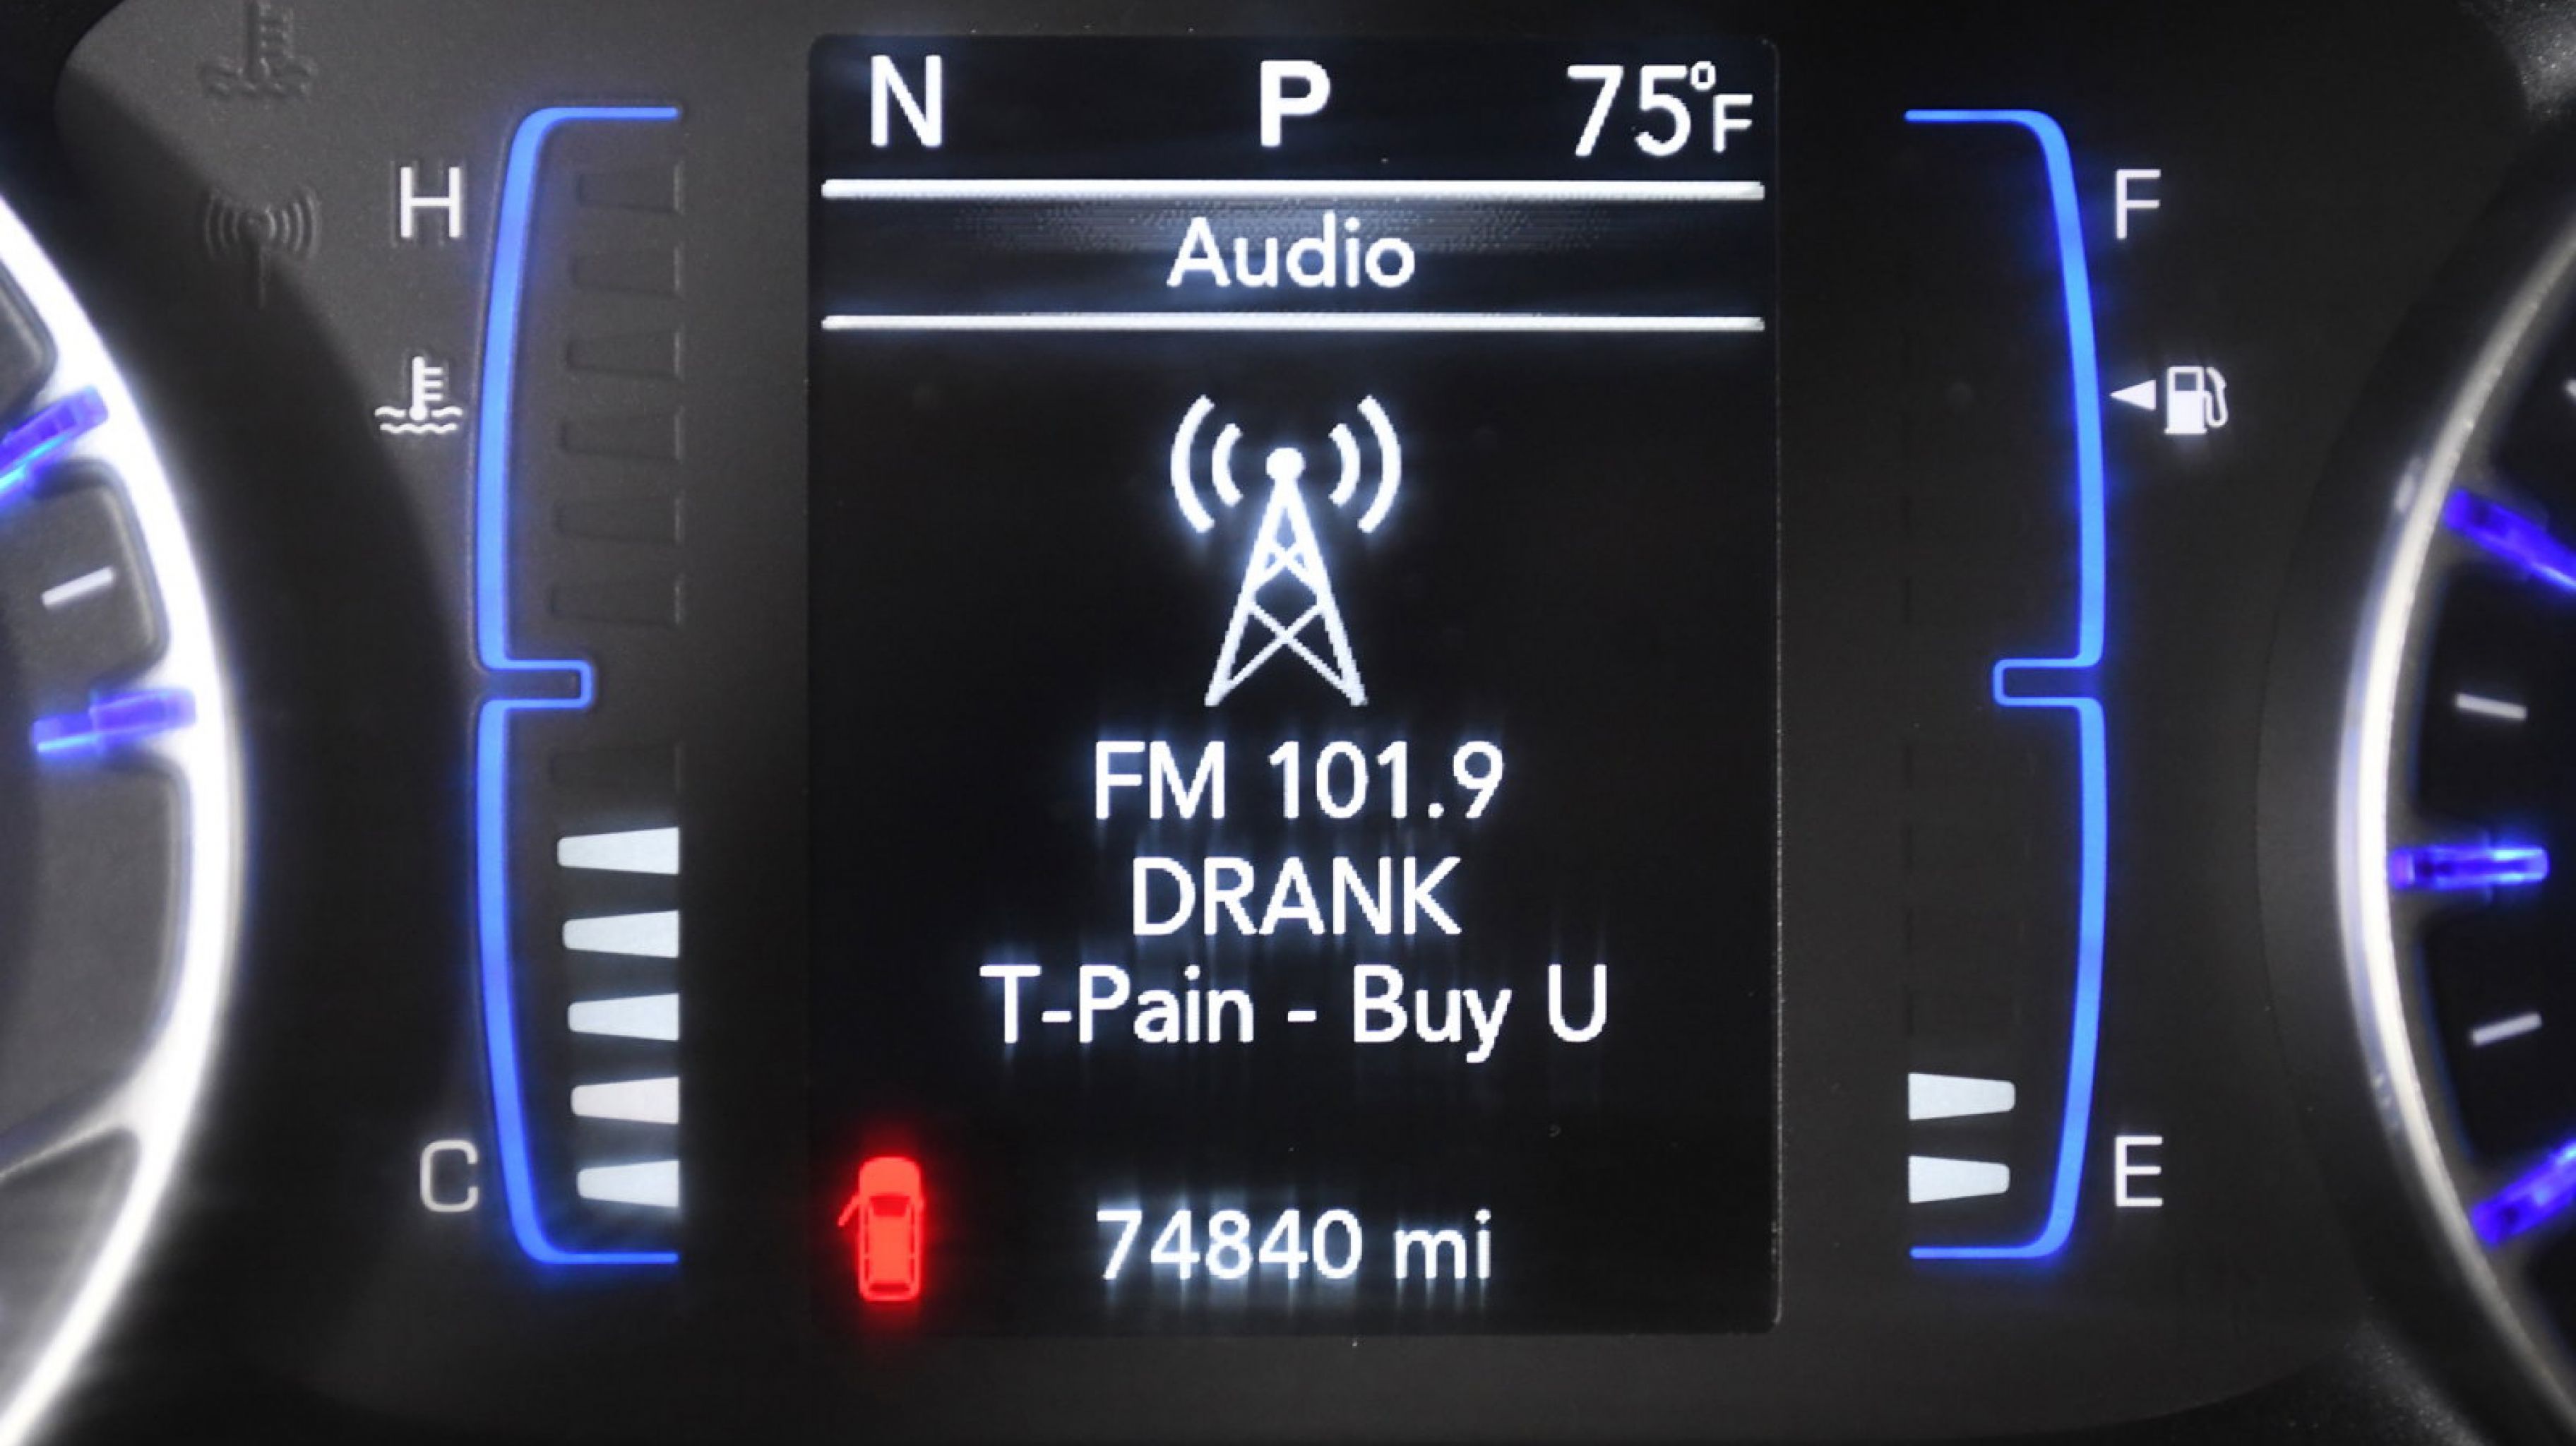 N P 75°F
Audio
H
F
FM 101.9
DRANK
T-Pain - Buy U
C
E
74840 mi